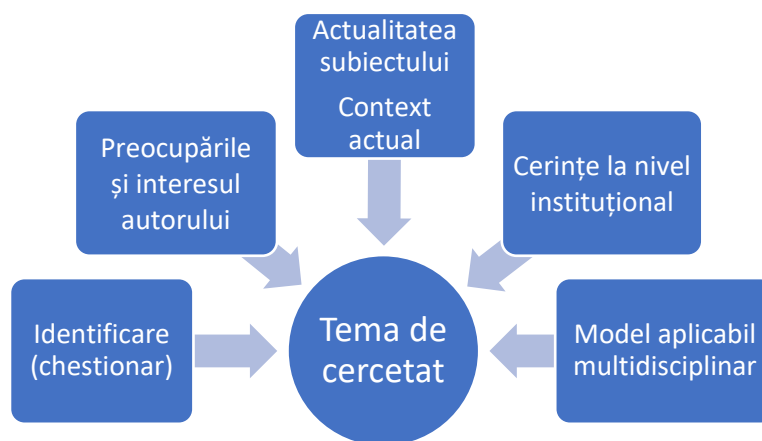 Actualitatea
subiectului
Context
actual
Preocupările
și interesul
autorului
Cerințe la nivel
instituțional
Identificare
(chestionar)
Tema de
cercetat
Model aplicabil
multidisciplinar